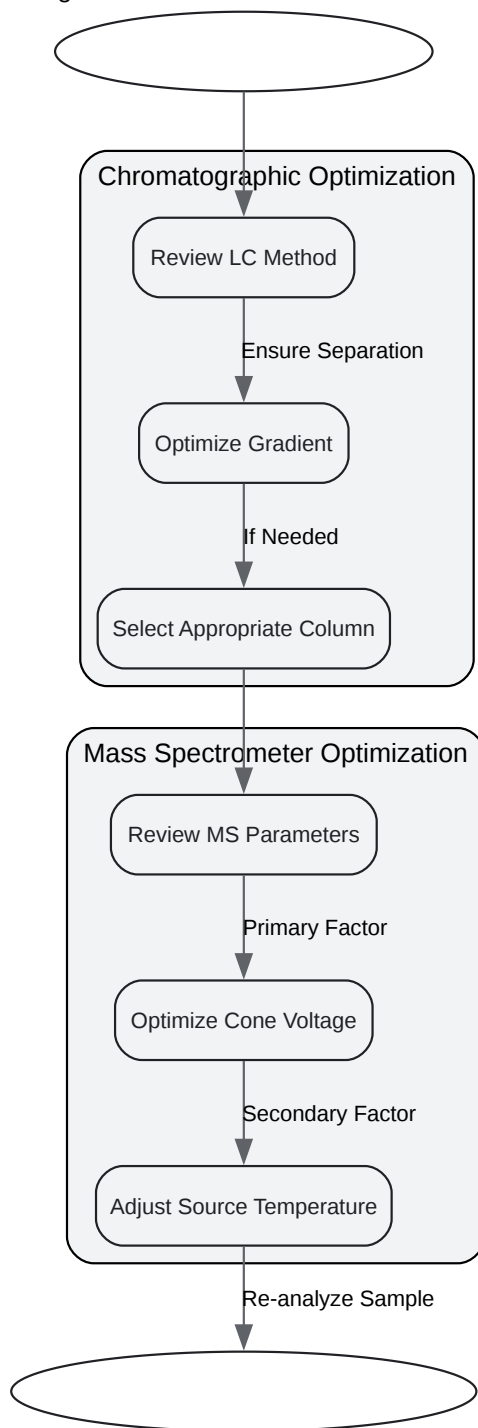 Chromatographic Optimization
Review LC Method
Ensure Separation
Optimize Gradient
If Needed
Select Appropriate Column
Mass Spectrometer Optimization
Review MS Parameters
Primary Factor
Optimize Cone Voltage
Secondary Factor
Adjust Source Temperature
Re-analyze Sample